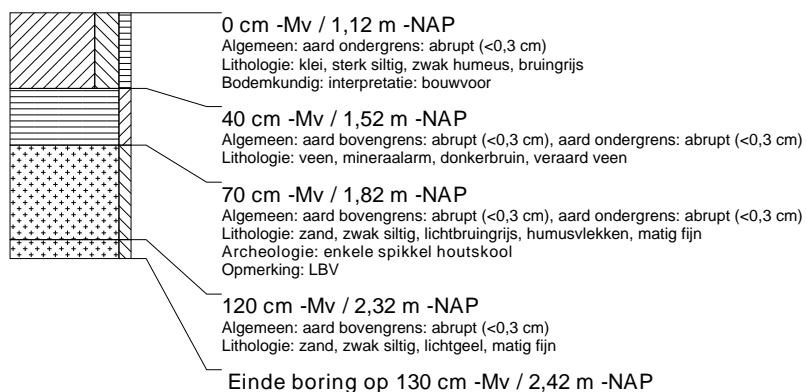 0 cm -Mv / 1,12 m -NAP
Algemeen: aard ondergrens: abrupt (<0,3 cm)
Lithologie: klei, sterk siltig, zwak humeus, bruingrijs
Bodemkundig: interpretatie: bouwvoor
40 cm -Mv / 1,52 m -NAP
Algemeen: aard bovengrens: abrupt (<0,3 cm), aard ondergrens: abrupt (<0,3 cm)
Lithologie: veen, mineraalarm, donkerbruin, veraard veen
70 cm -Mv / 1,82 m -NAP
Algemeen: aard bovengrens: abrupt (<0,3 cm), aard ondergrens: abrupt (<0,3 cm)
Lithologie: zand, zwak siltig, lichtbruingrijs, humusvlekken, matig fijn
Archeologie: enkele spikkel houtskool
Opmerking: LBV
120 cm -Mv / 2,32 m -NAP
Algemeen: aard bovengrens: abrupt (<0,3 cm)
Lithologie: zand, zwak siltig, lichtgeel, matig fijn
Einde boring op 130 cm -Mv / 2,42 m -NAP